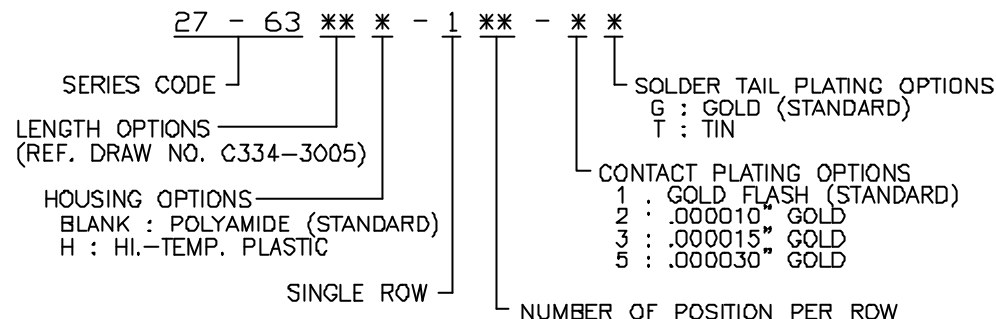 27 - 63 ** * - 1 ** - * *
SERIES CODE
LENGTH OPTIONS
(REF. DRAW NO. C334-3005)
HOUSING OPTIONS
BLANK : POLYAMIDE (STANDARD)
H : HI.-TEMP. PLASTIC
SINGLE ROW
SOLDER TAIL PLATING OPTIONS
G : GOLD (STANDARD)
T : TIN
CONTACT PLATING OPTIONS
1 . GOLD FLASH (STANDARD)
2 : .000010" GOLD
3 : .000015" GOLD
5 : .000030" GOLD
NUMBER OF POSITION PER ROW